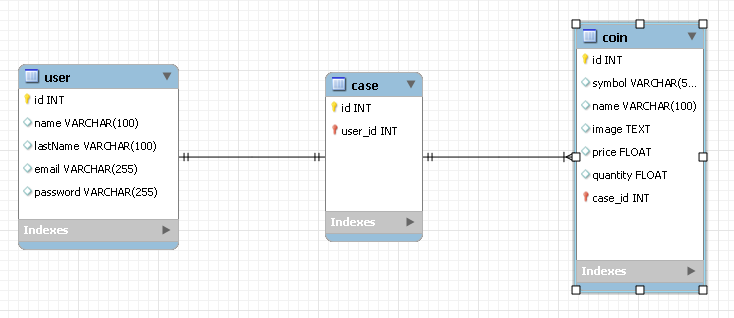 user
id INT
name VARCHAR(100)
lastName VARCHAR(100)
email VARCHAR(255)
password VARCHAR(255)
Indexes
case
id INT
user_id INT
Indexes
coin
id INT
symbol VARCHAR(5...
name VARCHAR(100)
image TEXT
price FLOAT
quantity FLOAT
case_id INT
Indexes